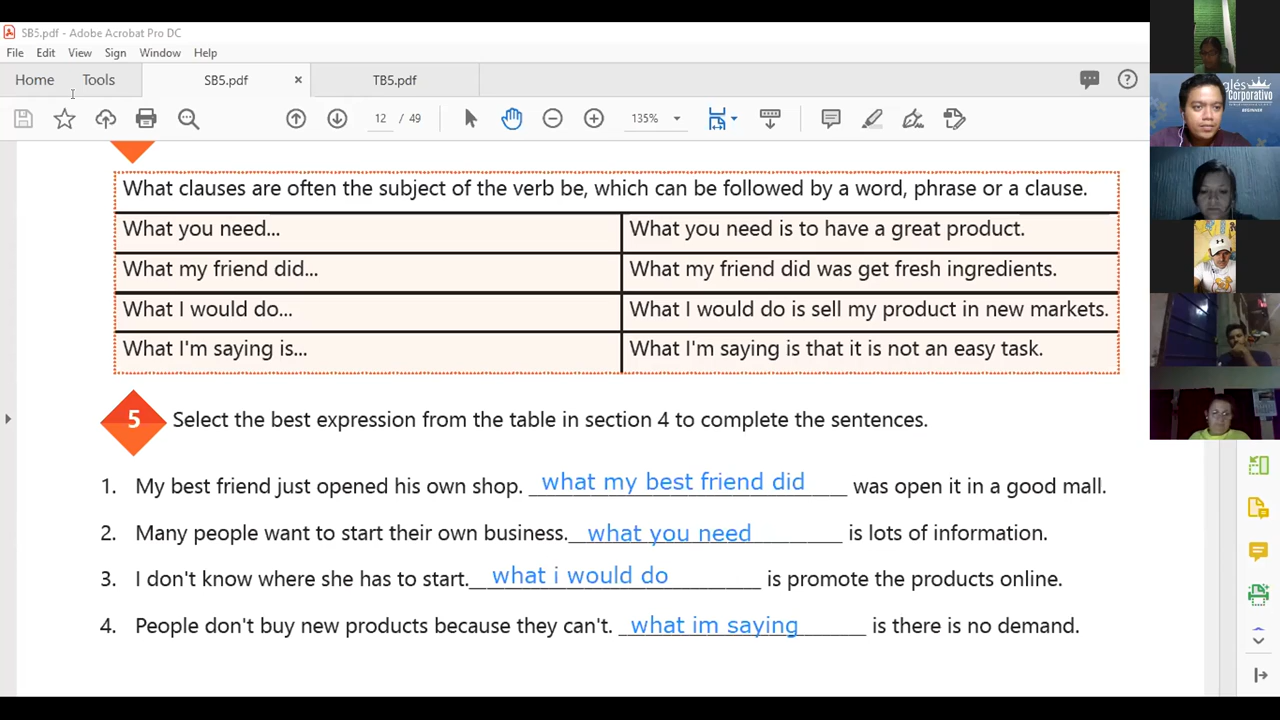 SB5.pdf - Adobe Acrobat Pro DC
File Edit View Sign Window Help
Home Tools SB5.pdf × TB5.pdf
12 / 49 135%
What clauses are often the subject of the verb be, which can be followed by a word, phrase or a clause.
What you need... What you need is to have a great product.
What my friend did... What my friend did was get fresh ingredients.
What I would do... What I would do is sell my product in new markets.
What I'm saying is... What I'm saying is that it is not an easy task.
5 Select the best expression from the table in section 4 to complete the sentences.
1. My best friend just opened his own shop. what my best friend did was open it in a good mall.
2. Many people want to start their own business. what you need is lots of information.
3. I don't know where she has to start. what i would do is promote the products online.
4. People don't buy new products because they can't. what im saying is there is no demand.
glés
Corporativo
BEGINNER